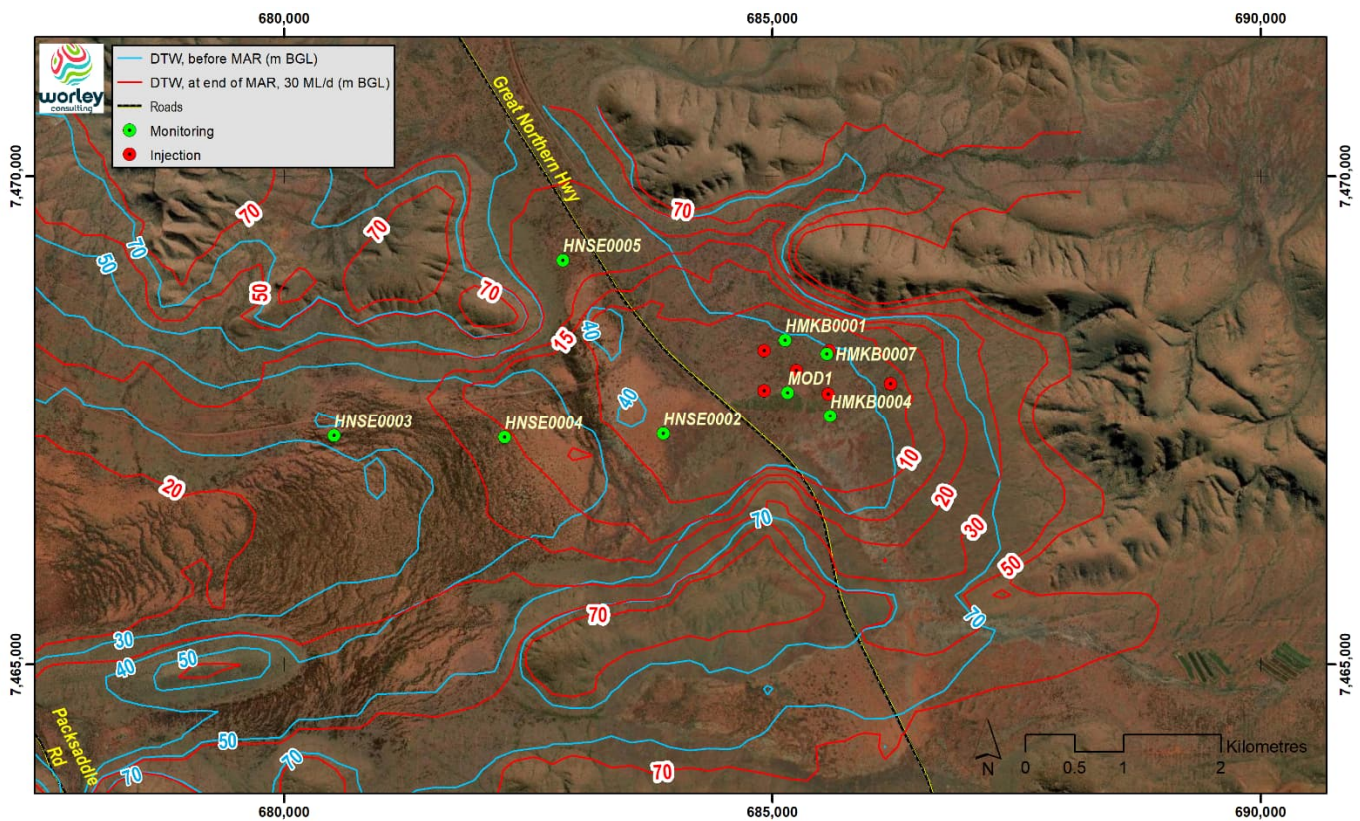 680,000
685,000
690,000
worley
consulting
DTW, before MAR (m BGL)
DTW, at end of MAR, 30 ML/d (m BGL)
Roads
Monitoring
Injection
Great Northern Hwy
7,470,000
7,470,000
70
70
70
70
50
50
HNSE0005
70
40
15
HMKB0001
HMKB0007
MOD1
40
HMKB0004
HNSE0003
HNSE0004
HNSE0002
10
20
20
70
30
50
70
70
30
50
40
7,465,000
7,465,000
Packsaddle
Rd
50
70
70
70
N
0 0.5 1 2
Kilometres
680,000
685,000
690,000